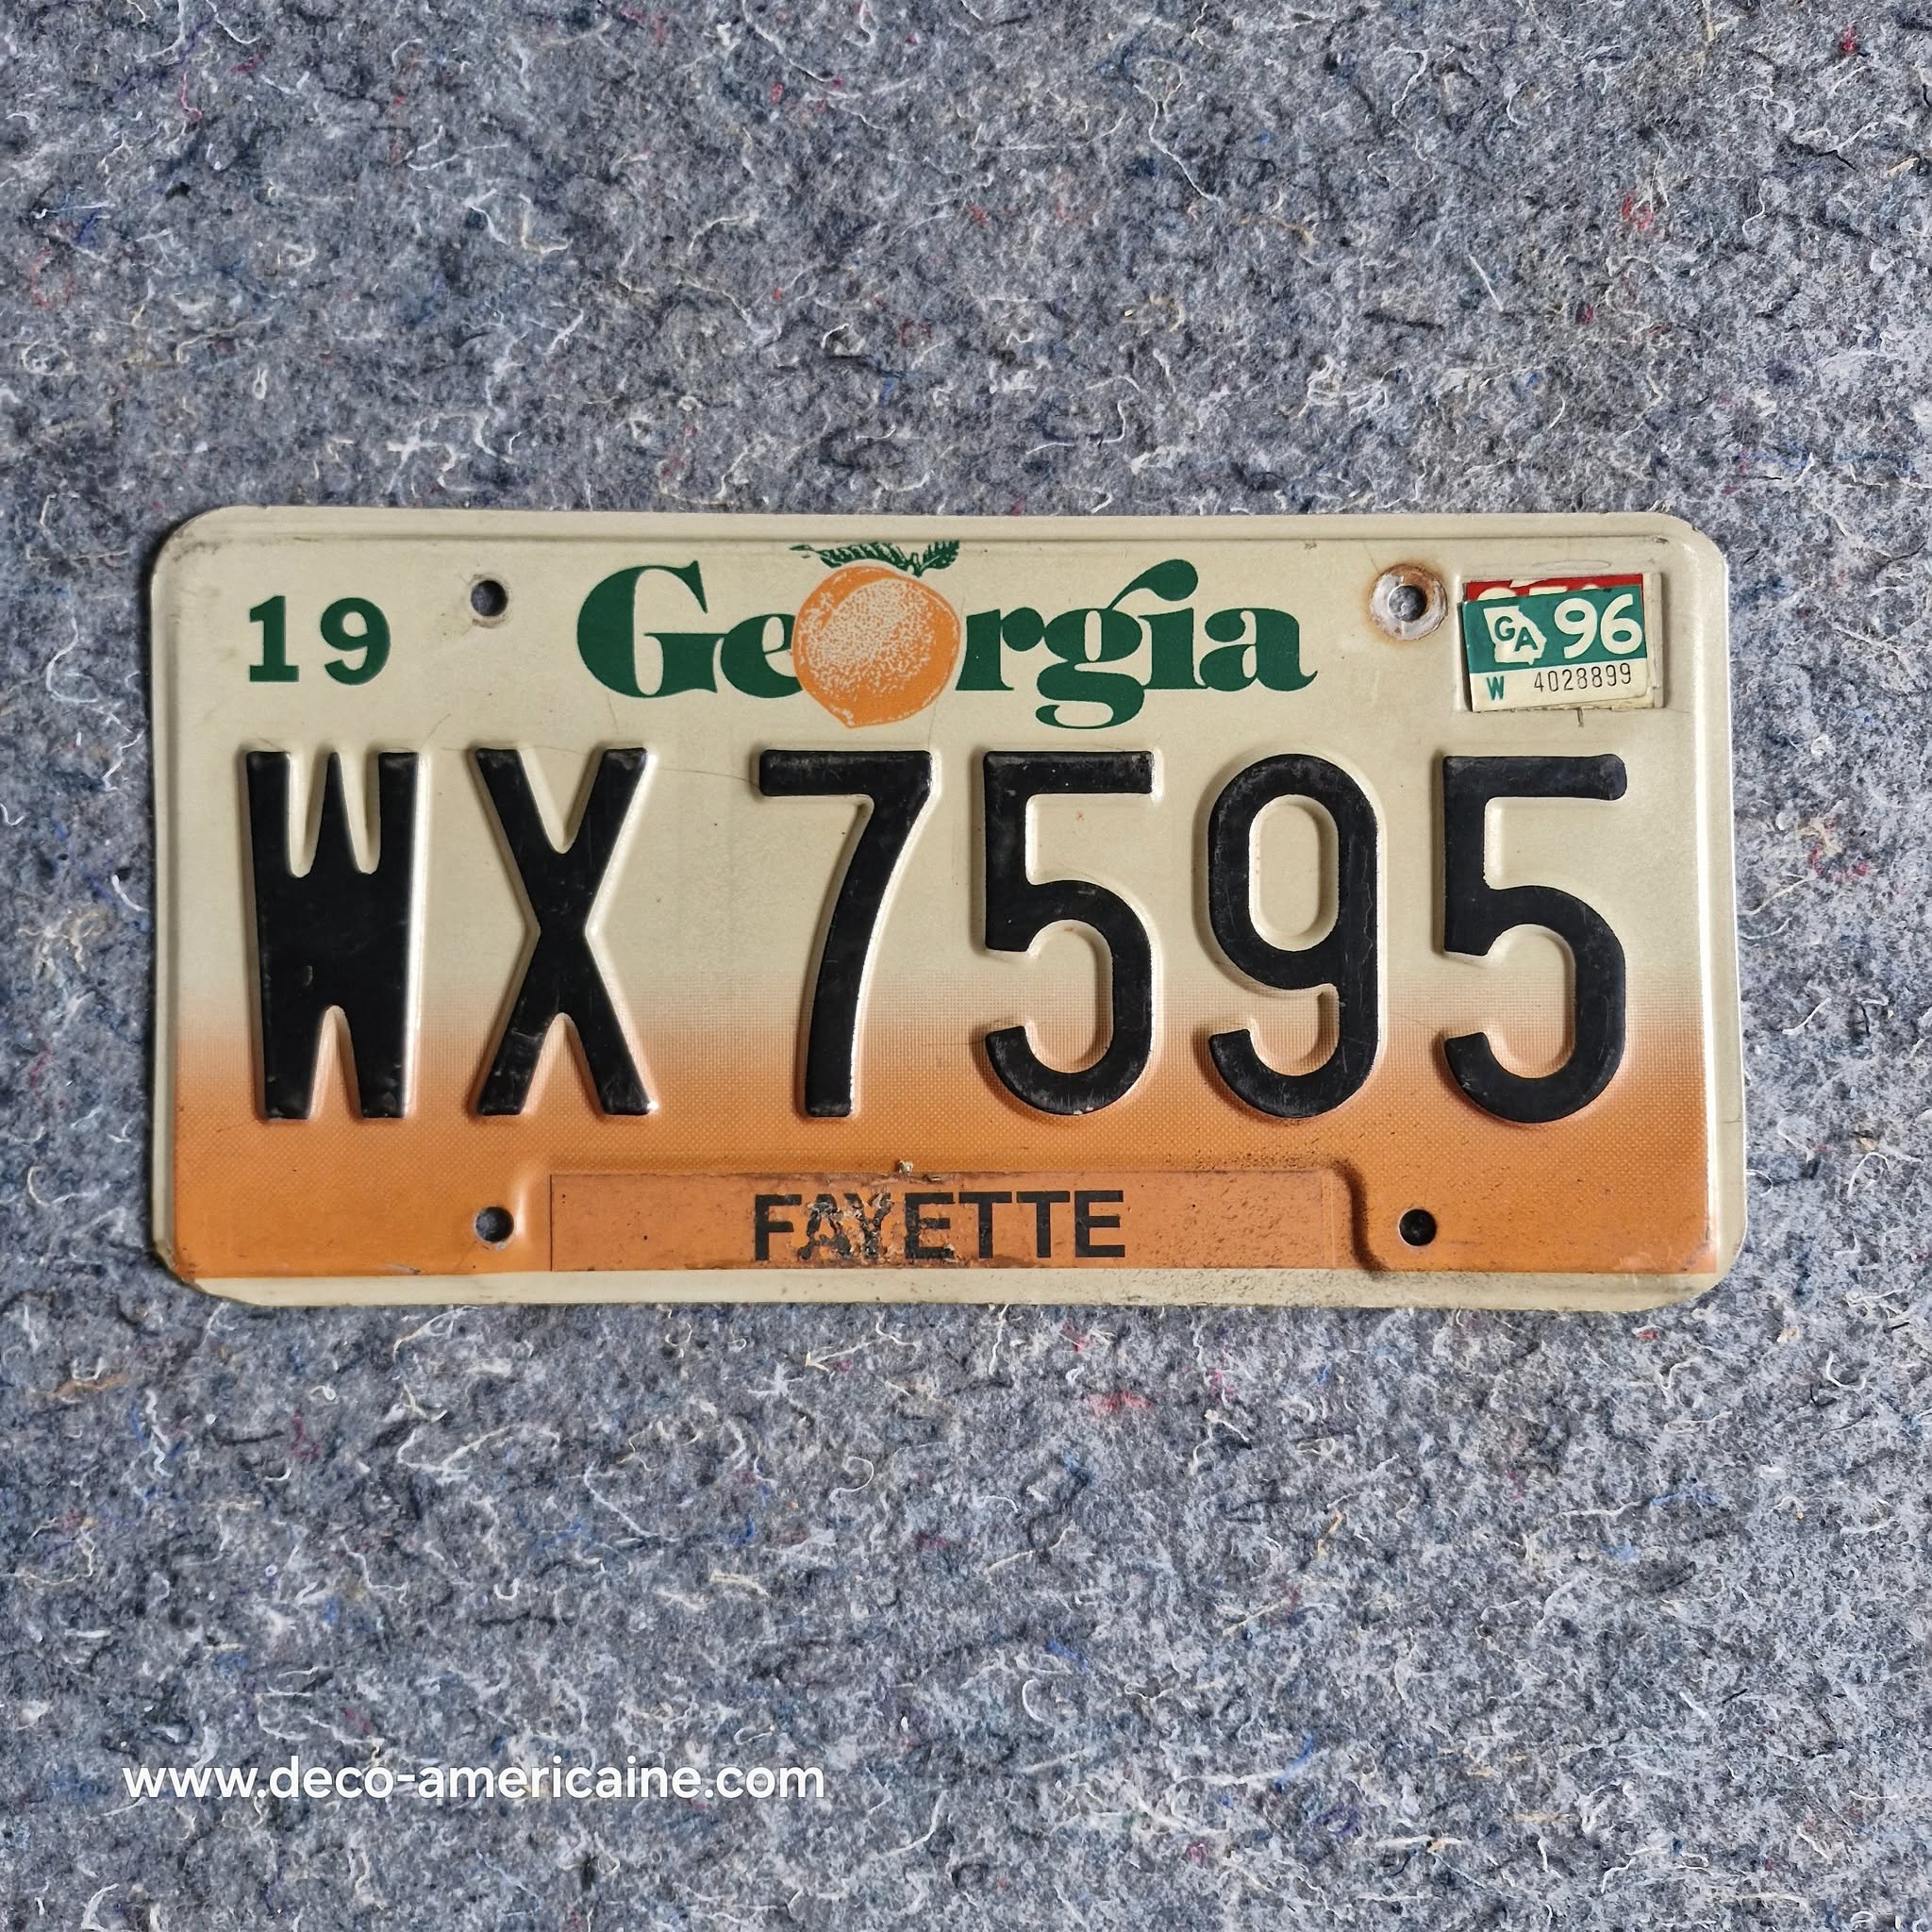 19 Georgia GA 96
W 4028899
WX 7595
FAYETTE
www.deco-americaine.com